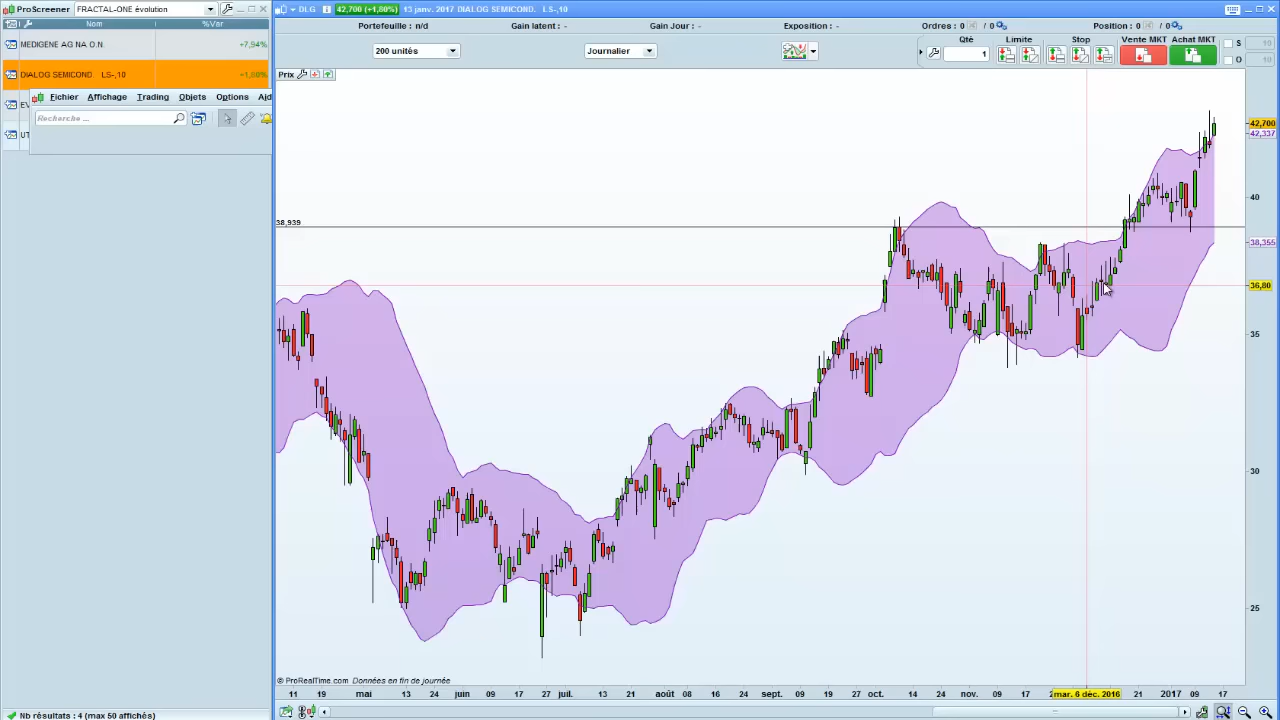 ProScreener FRACTAL-ONE évolution
Nom %Var
MEDIGENE AG NA O.N. +7,94%
DIALOG SEMICOND. LS-,10 +1,80%
EV
UT
Fichier Affichage Trading Objets Options Aid
Recherche ...
Nb résultats : 4 (max 50 affichés)
DLG 42,700 (+1,80%) 13 janv. 2017 DIALOG SEMICOND. LS-,10
Portefeuille : n/d Gain latent : - Gain Jour : - Exposition : - Ordres : 0 / 0 Position : 0 / 0
200 unités Journalier Qté 1 Limite Stop Vente MKT Achat MKT S 10
O 10
Prix
42,700
42,337
40
38,939
38,355
36,80
35
30
25
© ProRealTime.com Données en fin de journée
11 19 mai 13 24 juin 09 17 27 juil. 13 21 août 08 16 24 sept. 09 19 27 oct. 14 24 nov. 09 17 mar. 6 déc. 2016 21 2017 09 17